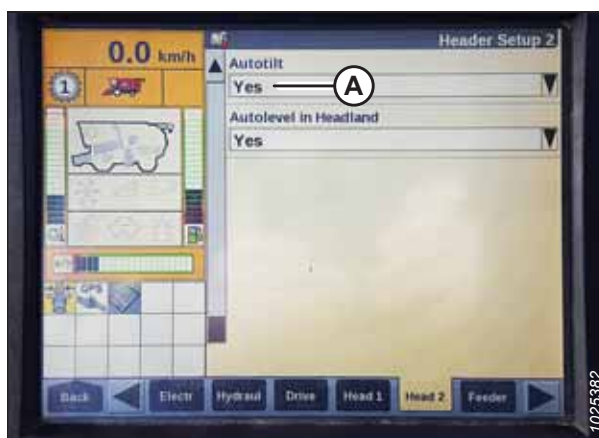 0.0 km/h
Header Setup 2
1
Autotilt
Yes
A
Autolevel in Headland
Yes
GPS
Back
Electr
Hydraul
Drive
Head 1
Head 2
Feeder
1025382